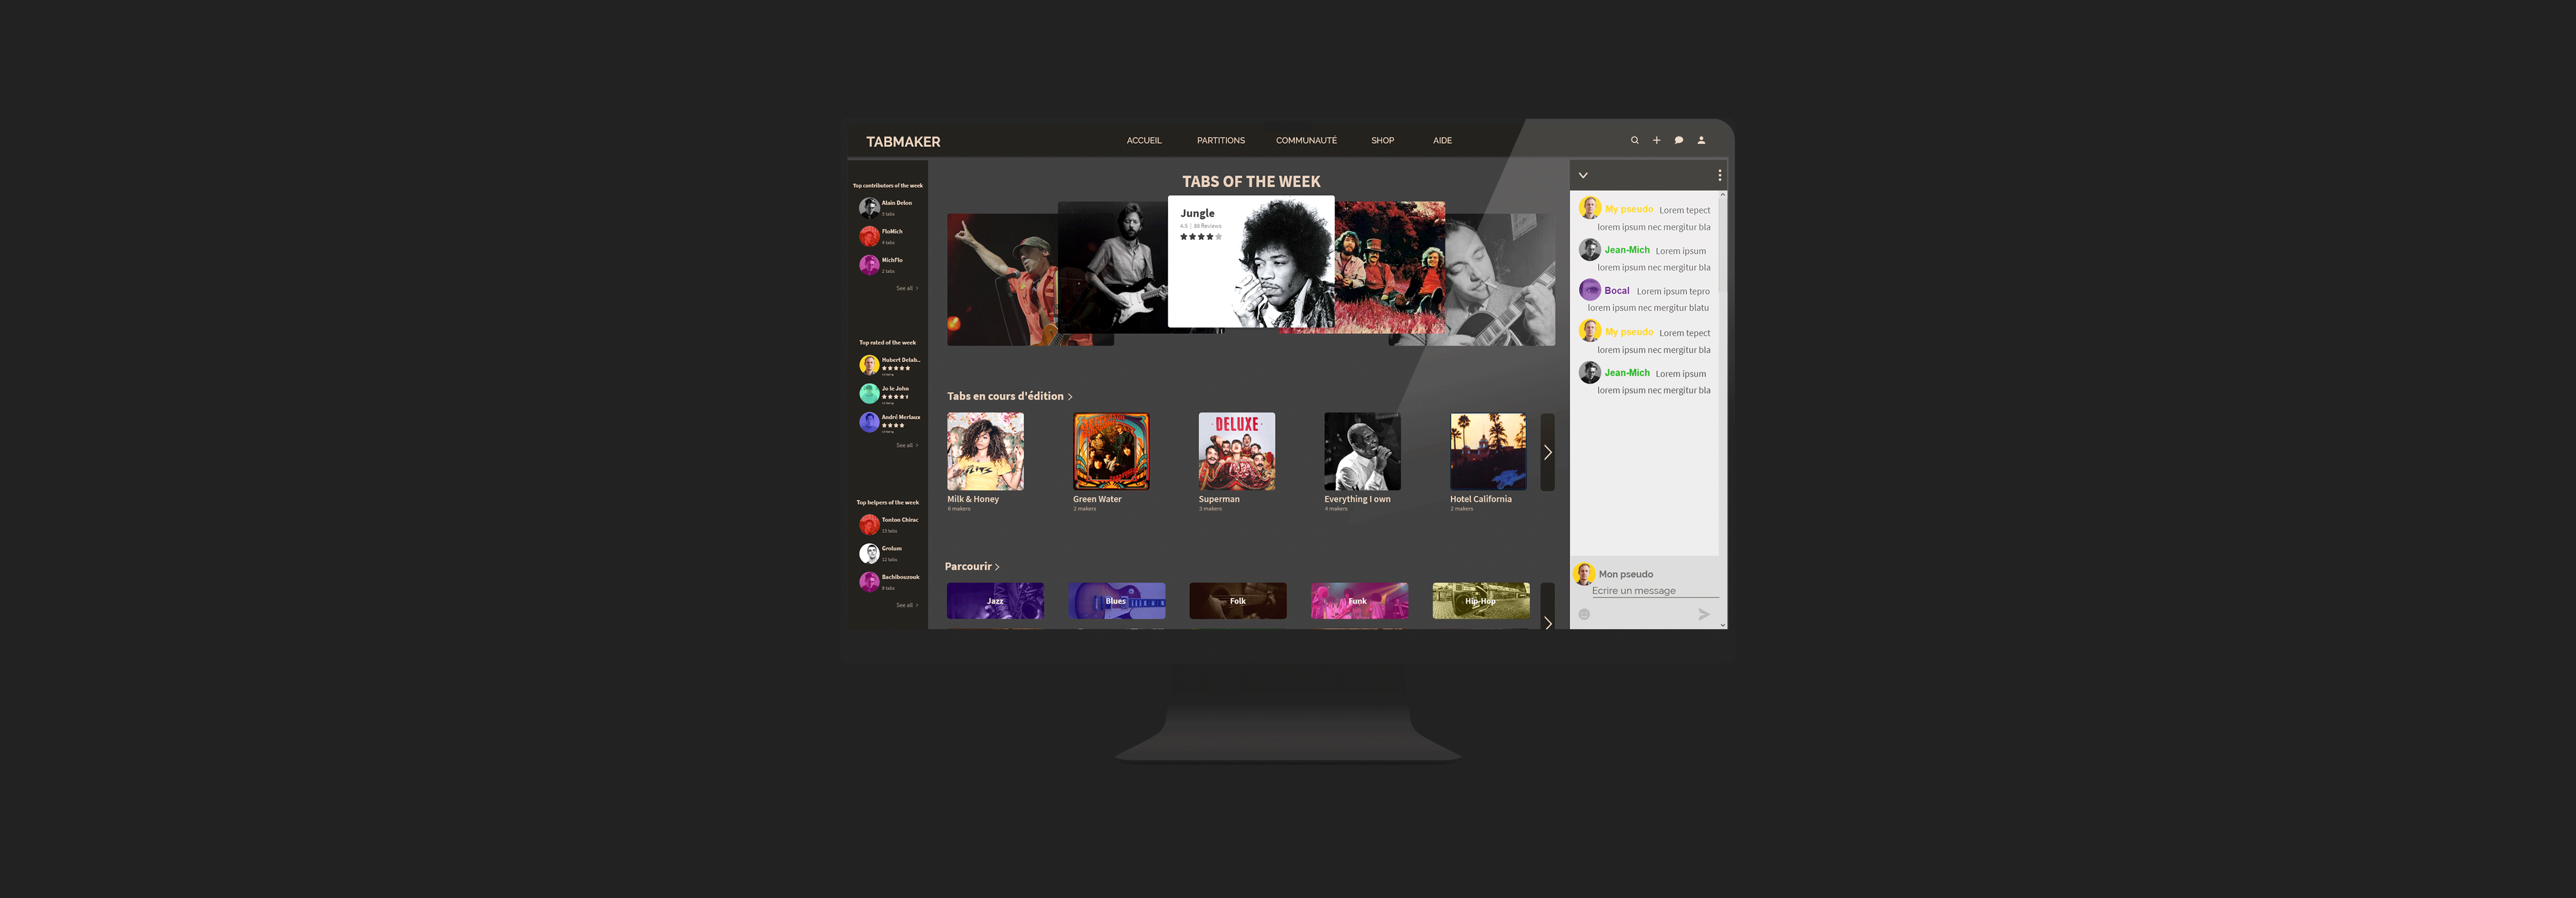 TABMAKER
ACCUEIL
PARTITIONS
COMMUNAUTÉ
SHOP
AIDE
Top contributors of the week
Alain Delon
5 tabs
FloMich
4 tabs
MichFlo
2 tabs
See all >
Top rated of the week
Hubert Delab..
Jo le John
André Merlaux
See all >
Top helpers of the week
Tonton Chirac
13 tabs
Grolum
12 tabs
Bachibouzouk
9 tabs
See all >
TABS OF THE WEEK
Jungle
4.5 | 88 Reviews
Tabs en cours d'édition >
DELUXE
Milk & Honey
6 makers
Green Water
2 makers
Superman
3 makers
Everything I own
4 makers
Hotel California
2 makers
Parcourir >
Jazz
Blues
Folk
Funk
Hip-Hop
My pseudo Lorem tepect
lorem ipsum nec mergitur bla
Jean-Mich Lorem ipsum
lorem ipsum nec mergitur bla
Bocal Lorem ipsum tepro
lorem ipsum nec mergitur blatu
My pseudo Lorem tepect
lorem ipsum nec mergitur bla
Jean-Mich Lorem ipsum
lorem ipsum nec mergitur bla
Mon pseudo
Ecrire un message